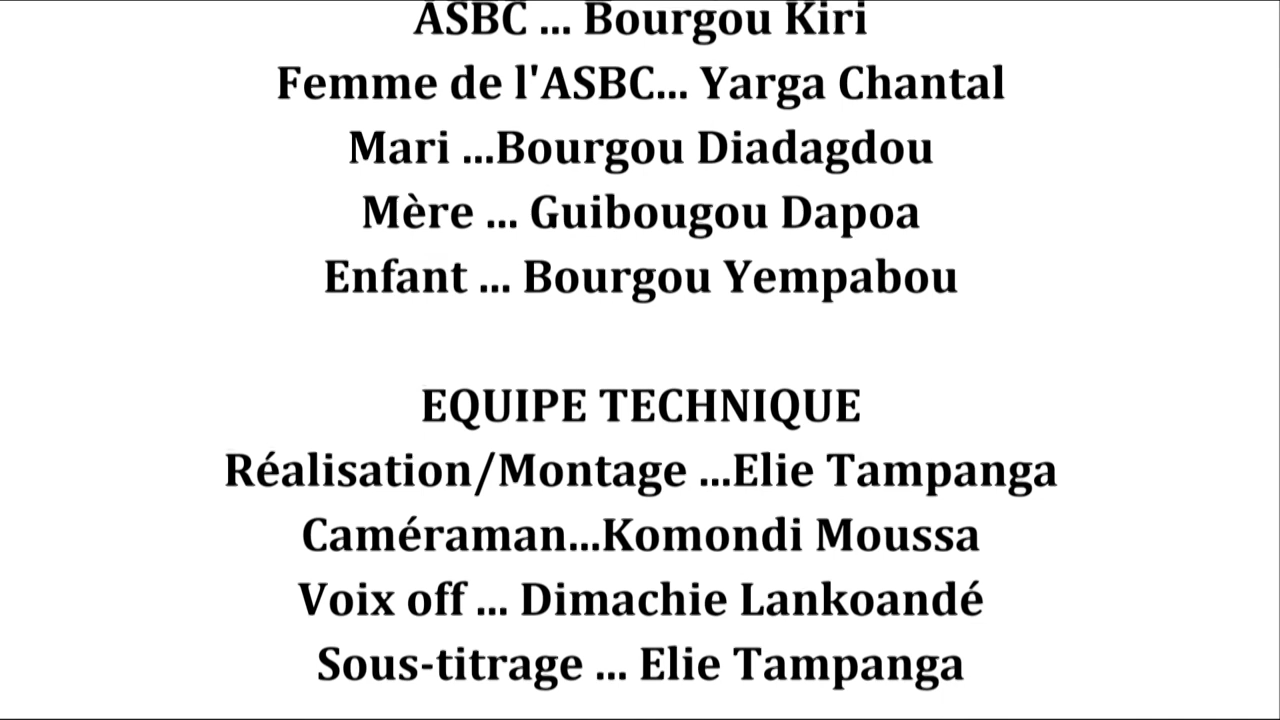 ASBC ... Bourgou Kiri
Femme de l'ASBC... Yarga Chantal
Mari ...Bourgou Diadagdou
Mère ... Guibougou Dapoa
Enfant ... Bourgou Yempabou
EQUIPE TECHNIQUE
Réalisation/Montage ...Elie Tampanga
Caméraman...Komondi Moussa
Voix off ... Dimachie Lankoandé
Sous-titrage ... Elie Tampanga